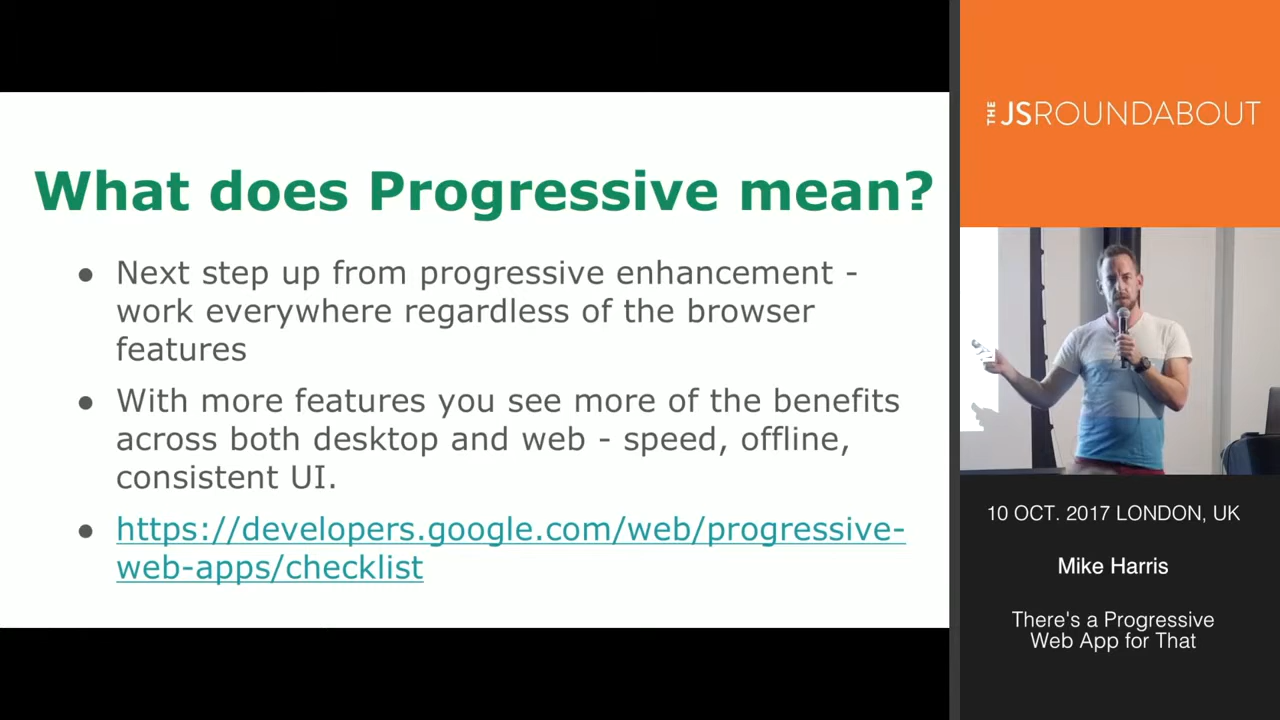 What does Progressive mean?
● Next step up from progressive enhancement -
work everywhere regardless of the browser
features
● With more features you see more of the benefits
across both desktop and web - speed, offline,
consistent UI.
● https://developers.google.com/web/progressive-
web-apps/checklist
THE JSROUNDABOUT
10 OCT. 2017 LONDON, UK
Mike Harris
There's a Progressive
Web App for That